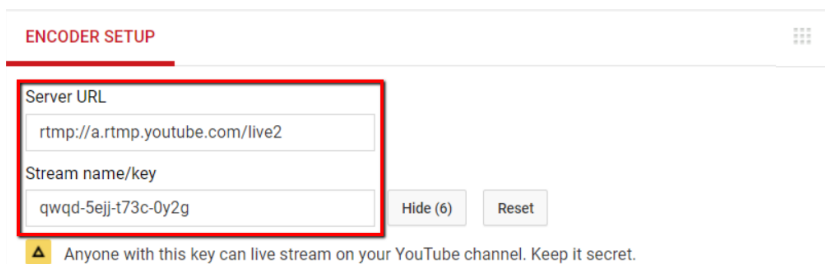 ENCODER SETUP
Server URL
rtmp://a.rtmp.youtube.com/live2
Stream name/key
qwqd-5ejj-t73c-0y2g Hide (6) Reset
Anyone with this key can live stream on your YouTube channel. Keep it secret.